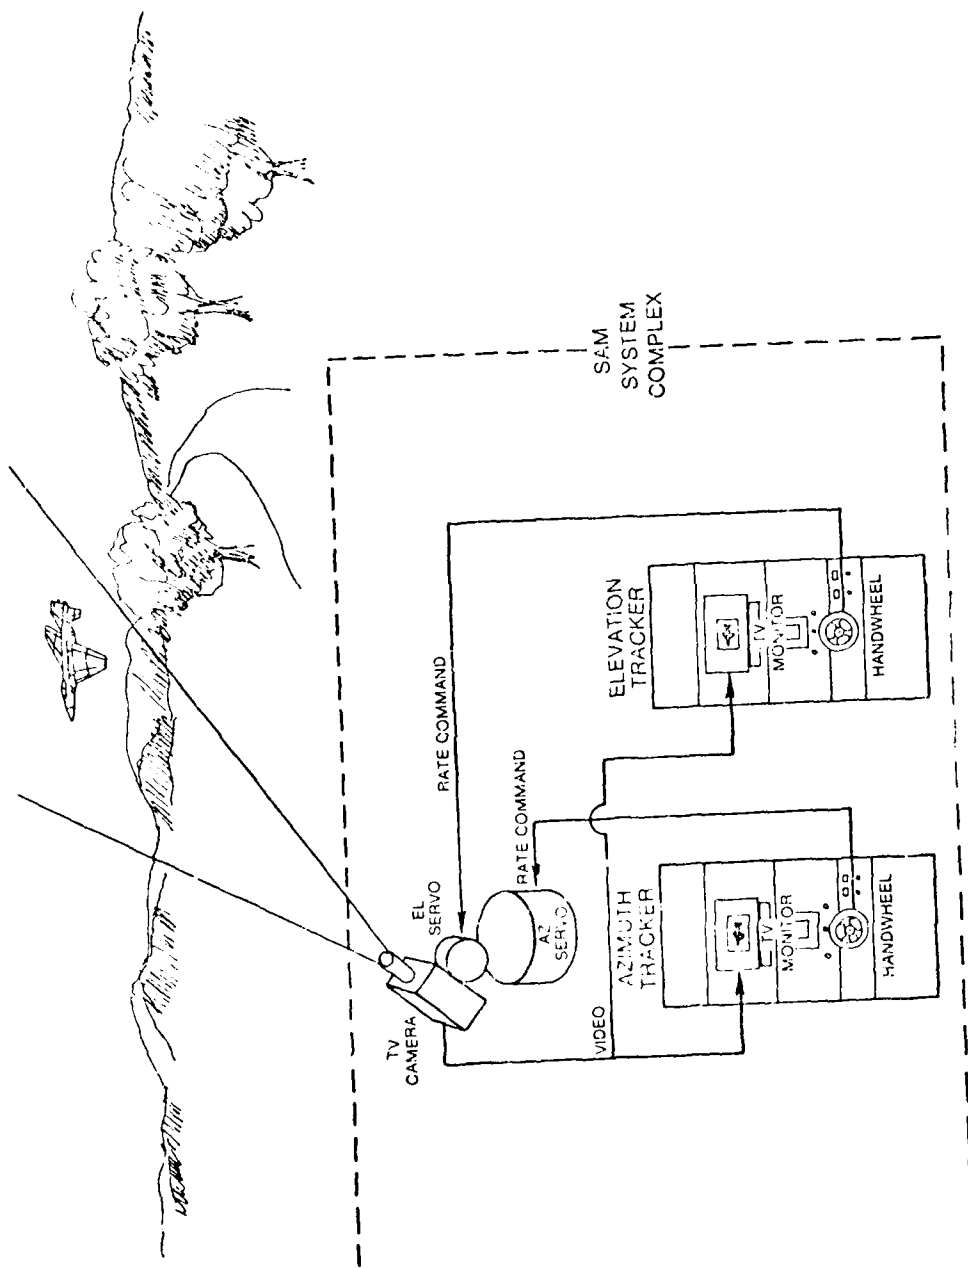 TV
CAMERA
EL
SERVO
AZ
SERVO
RATE COMMAND
RATE COMMAND
VIDEO
AZIMUTH
TRACKER
TV
MONITOR
HANDWHEEL
ELEVATION
TRACKER
TV
MONITOR
HANDWHEEL
SAM
SYSTEM
COMPLEX